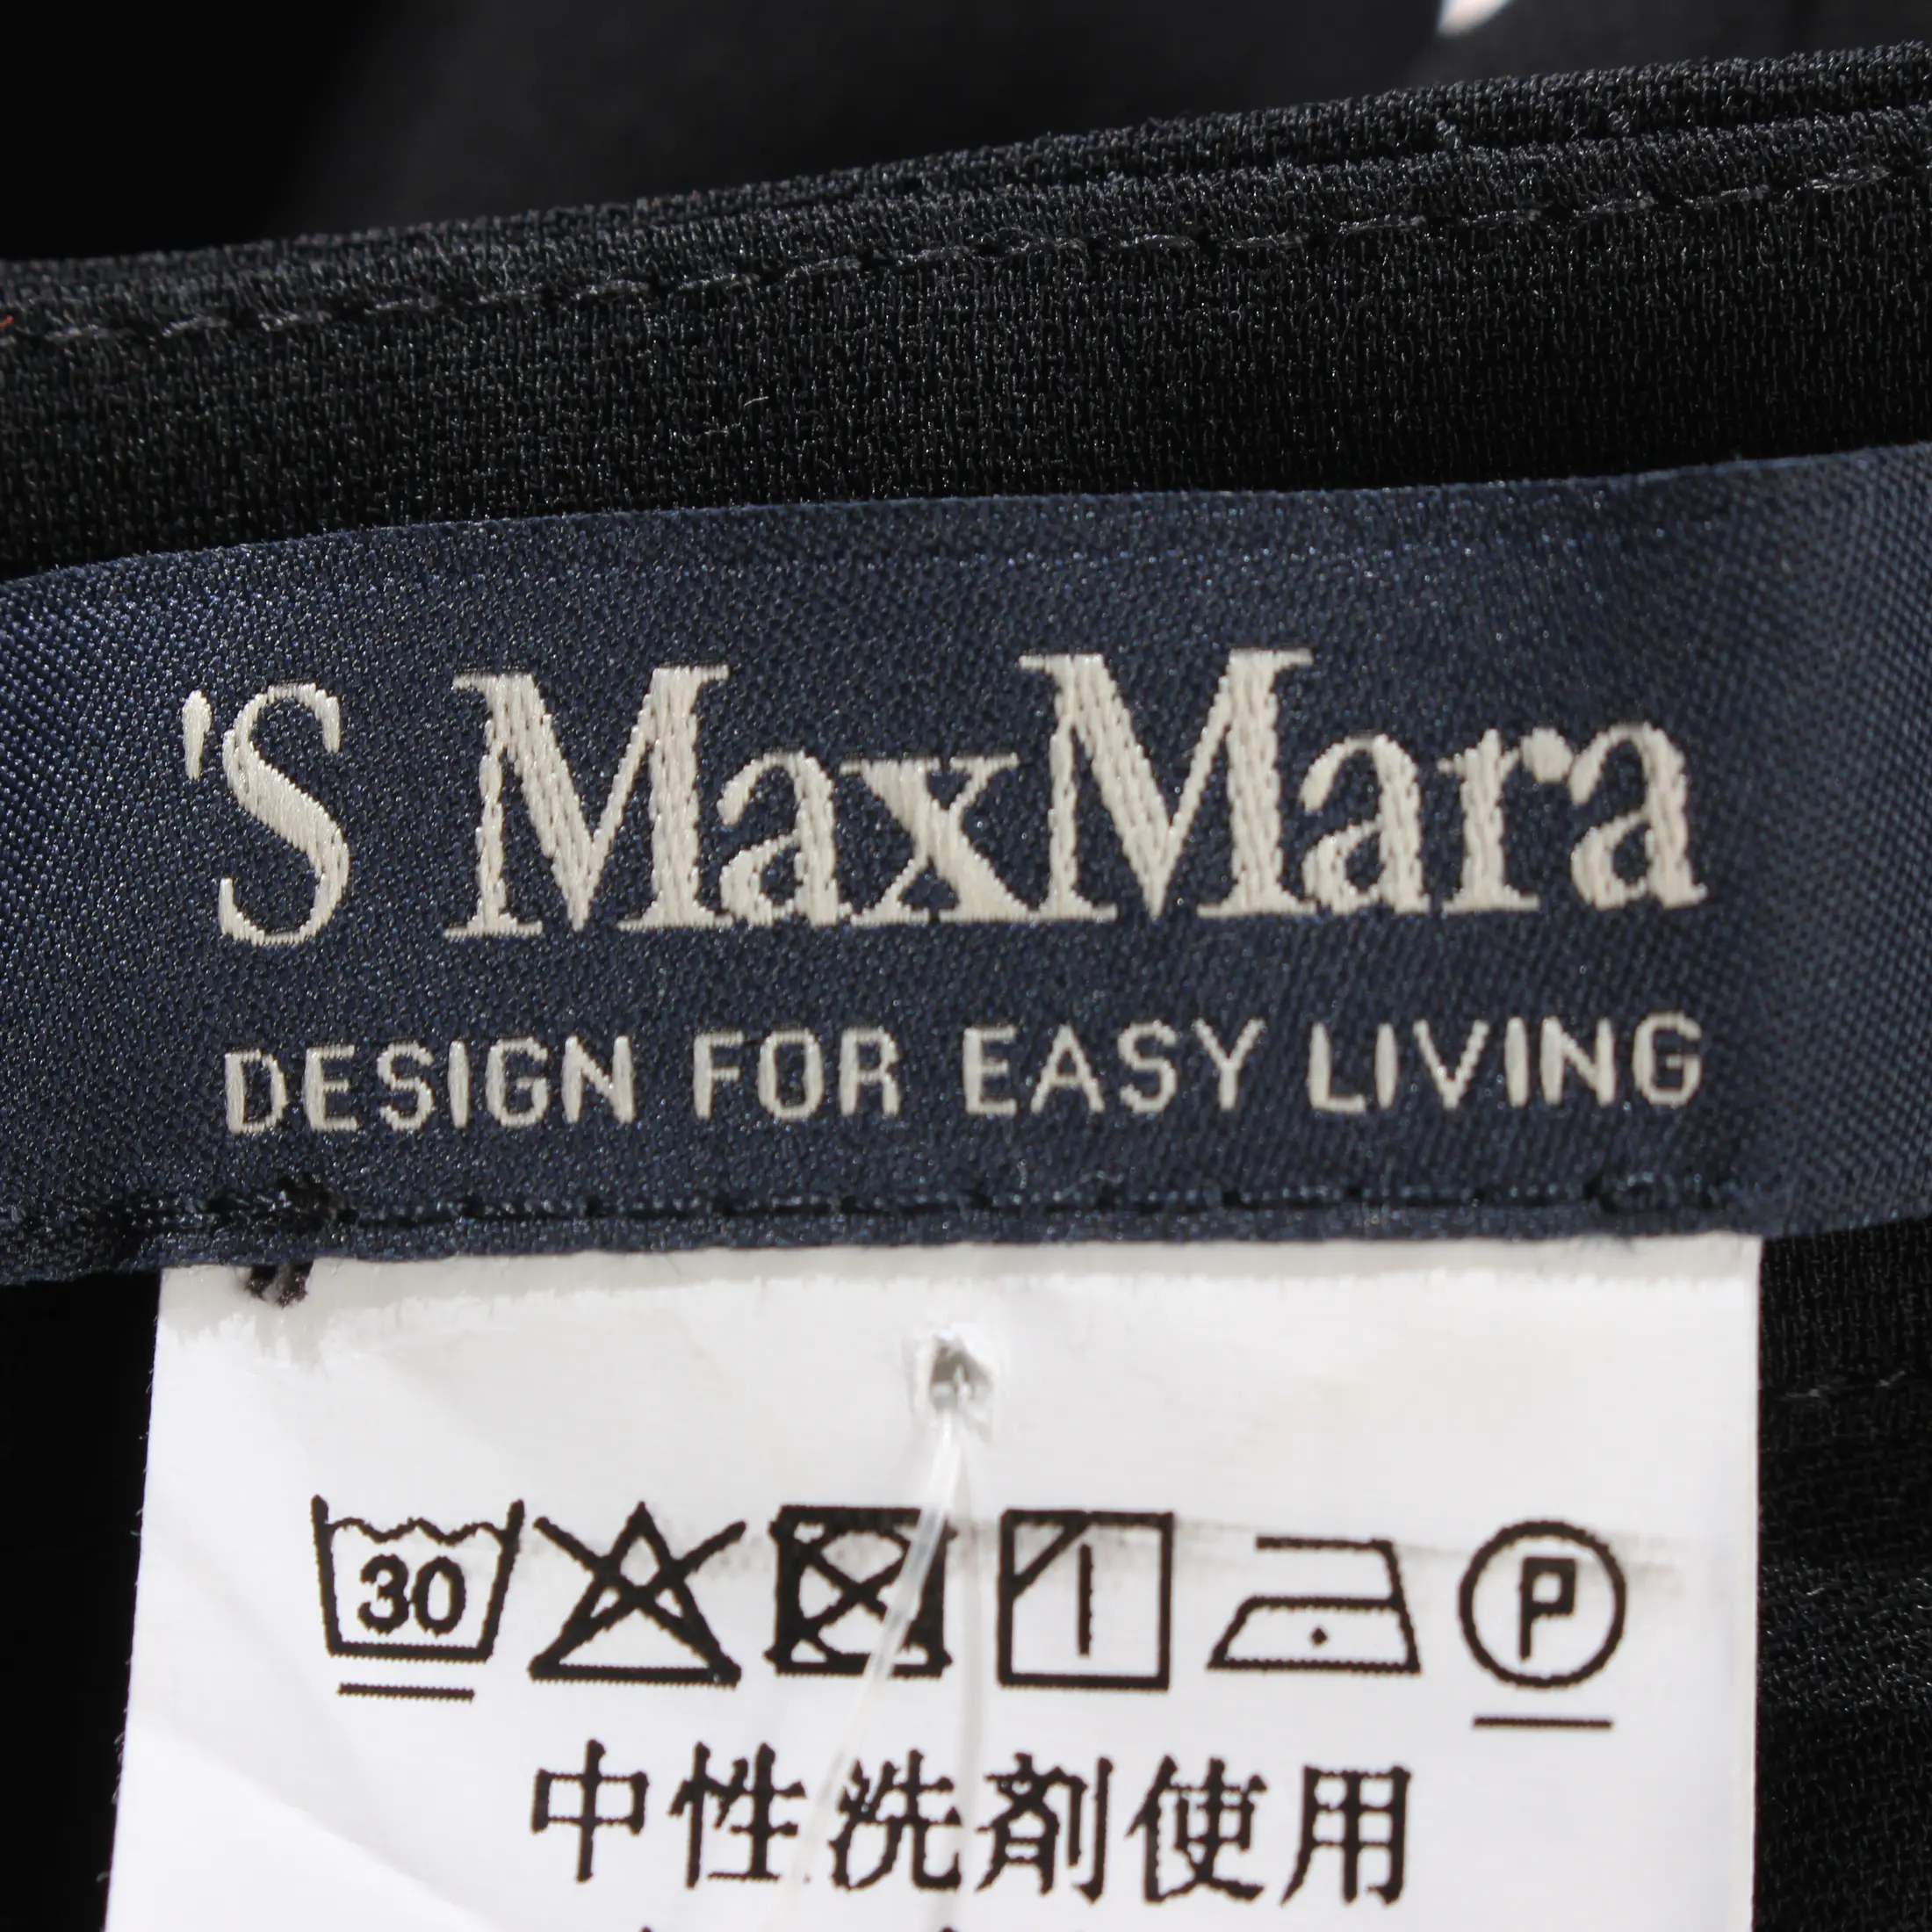 'S MaxMara
DESIGN FOR EASY LIVING
30 P
中性洗剤使用